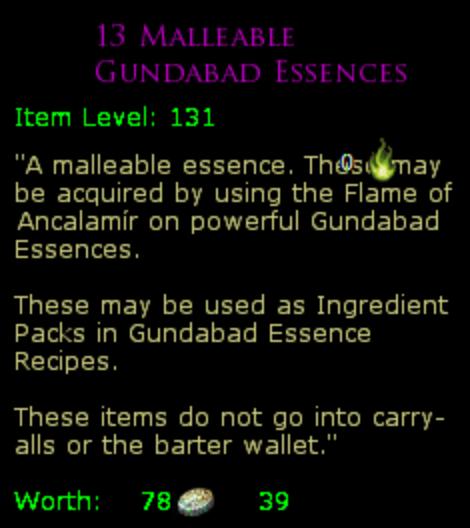 13 Malleable
Gundabad Essences
Item Level: 131
"A malleable essence. These may
be acquired by using the Flame of
Ancalamír on powerful Gundabad
Essences.
These may be used as Ingredient
Packs in Gundabad Essence
Recipes.
These items do not go into carry-
alls or the barter wallet."
Worth: 78 39